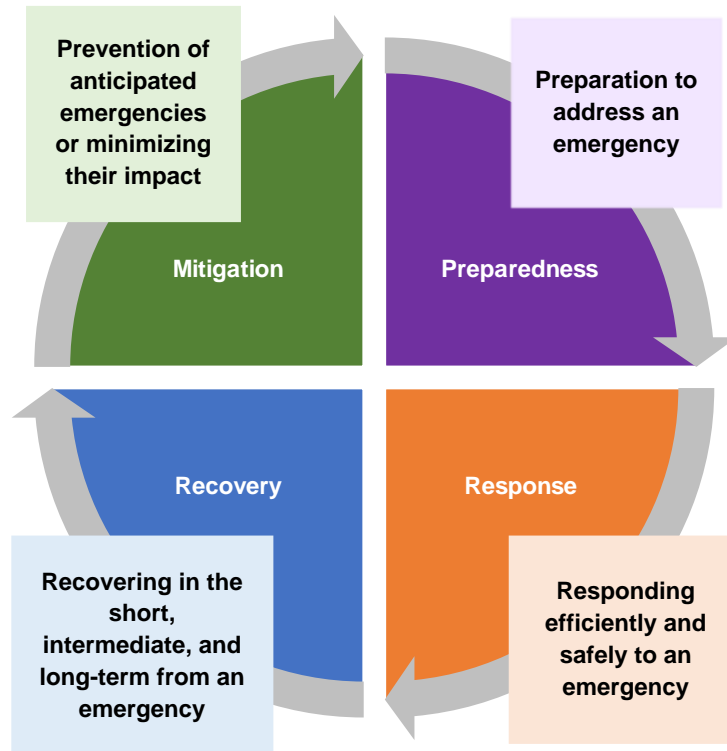 Prevention of
anticipated
emergencies
or minimizing
their impact
Preparation to
address an
emergency
Mitigation
Preparedness
Recovery
Response
Recovering in the
short,
intermediate, and
long-term from an
emergency
Responding
efficiently and
safely to an
emergency